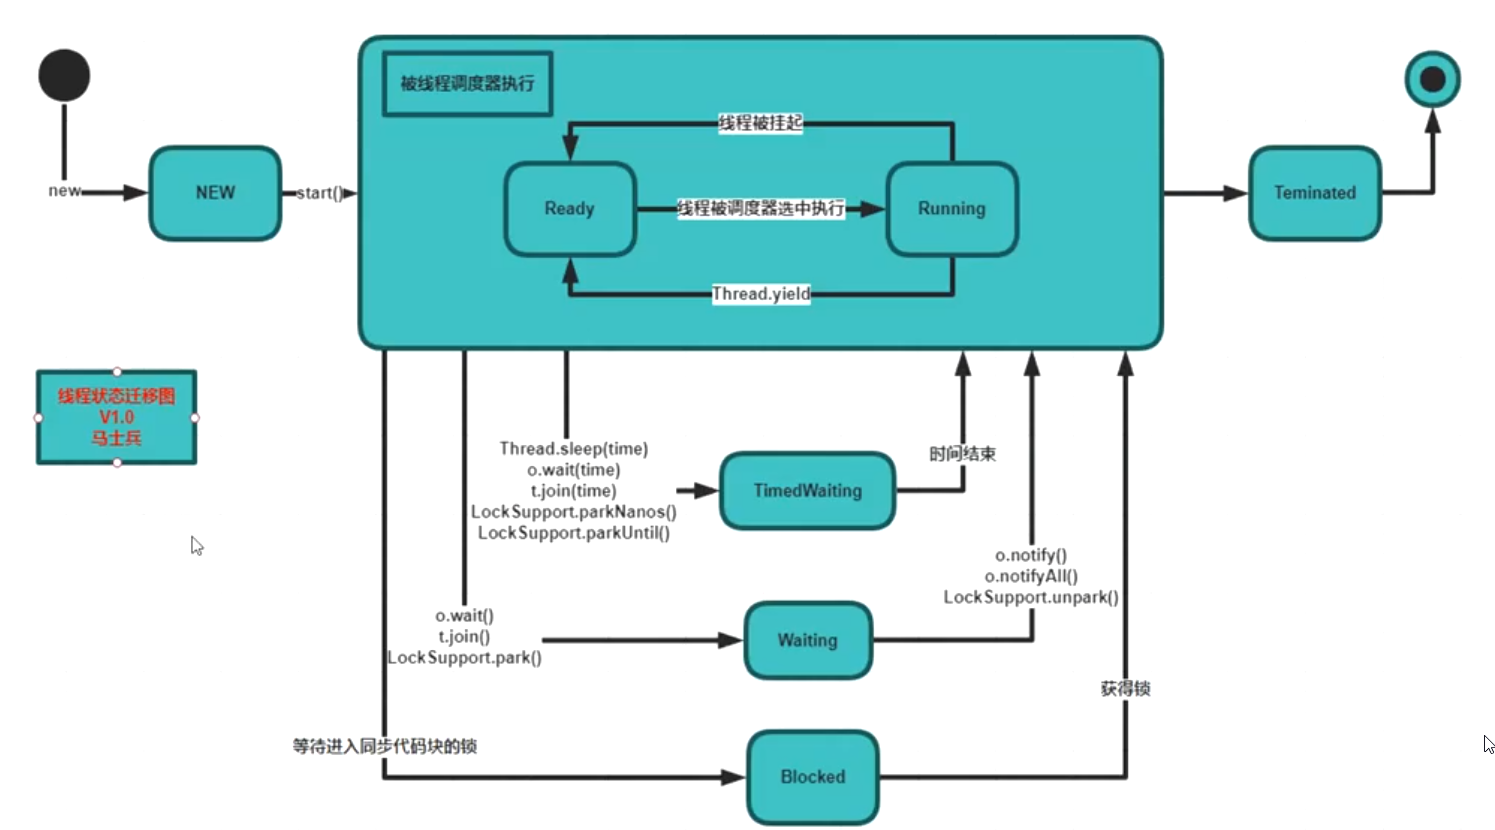 被线程调度器执行
线程被挂起
new
NEW
start()
Ready
线程被调度器选中执行
Running
Teminated
Thread.yield
线程状态迁移图
V1.0
马士兵
Thread.sleep(time)
o.wait(time)
t.join(time)
LockSupport.parkNanos()
LockSupport.parkUntil()
TimedWaiting
时间结束
o.wait()
t.join()
LockSupport.park()
Waiting
o.notify()
o.notifyAll()
LockSupport.unpark()
获得锁
等待进入同步代码块的锁
Blocked